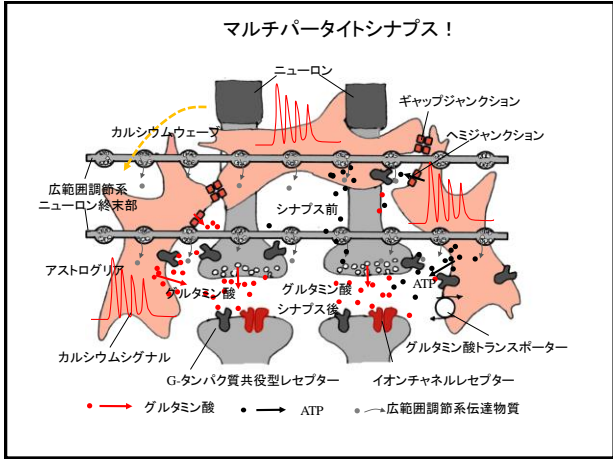 マルチパータイトシナプス！
ニューロン
ギャップジャンクション
カルシウムウェーブ
ヘミジャンクション
広範囲調節系
ニューロン終末部
シナプス前
アストログリア
グルタミン酸
グルタミン酸
ATP
シナプス後
カルシウムシグナル
グルタミン酸トランスポーター
G-タンパク質共役型レセプター
イオンチャネルレセプター
グルタミン酸
ATP
広範囲調節系伝達物質